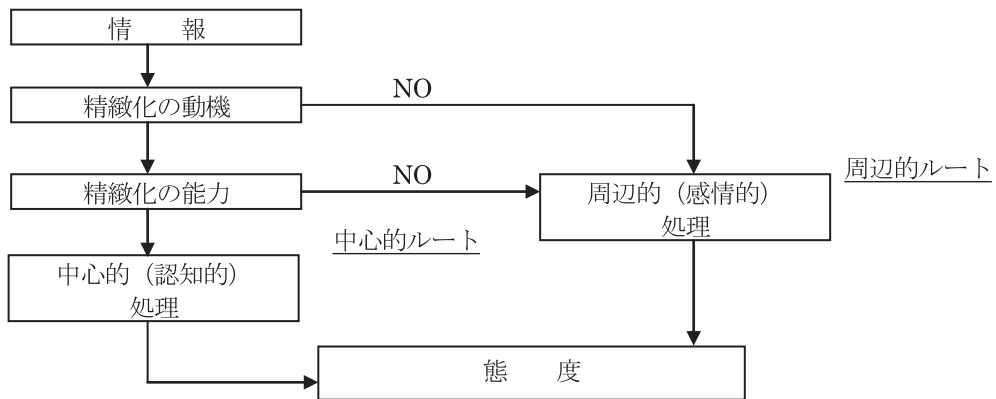 情　　報
精緻化の動機
NO
精緻化の能力
NO
周辺的（感情的）
処理
周辺的ルート
中心的ルート
中心的（認知的）
処理
態　　度